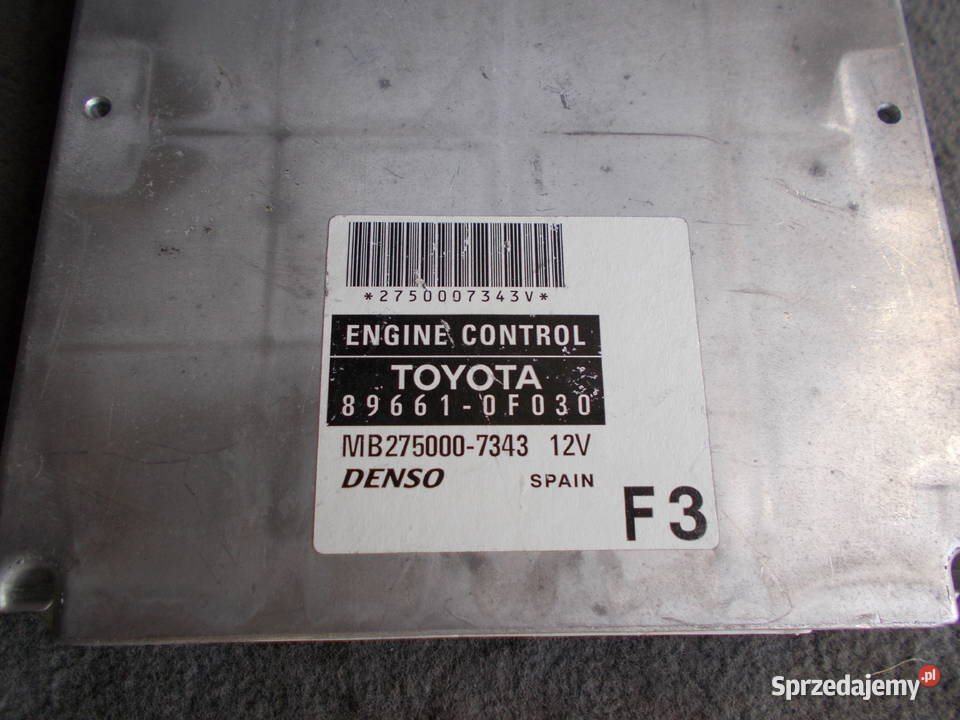 *2750007343V*
ENGINE CONTROL
TOYOTA
89661-0F030
MB275000-7343 12V
DENSO SPAIN
F3
Sprzedajemy.pl